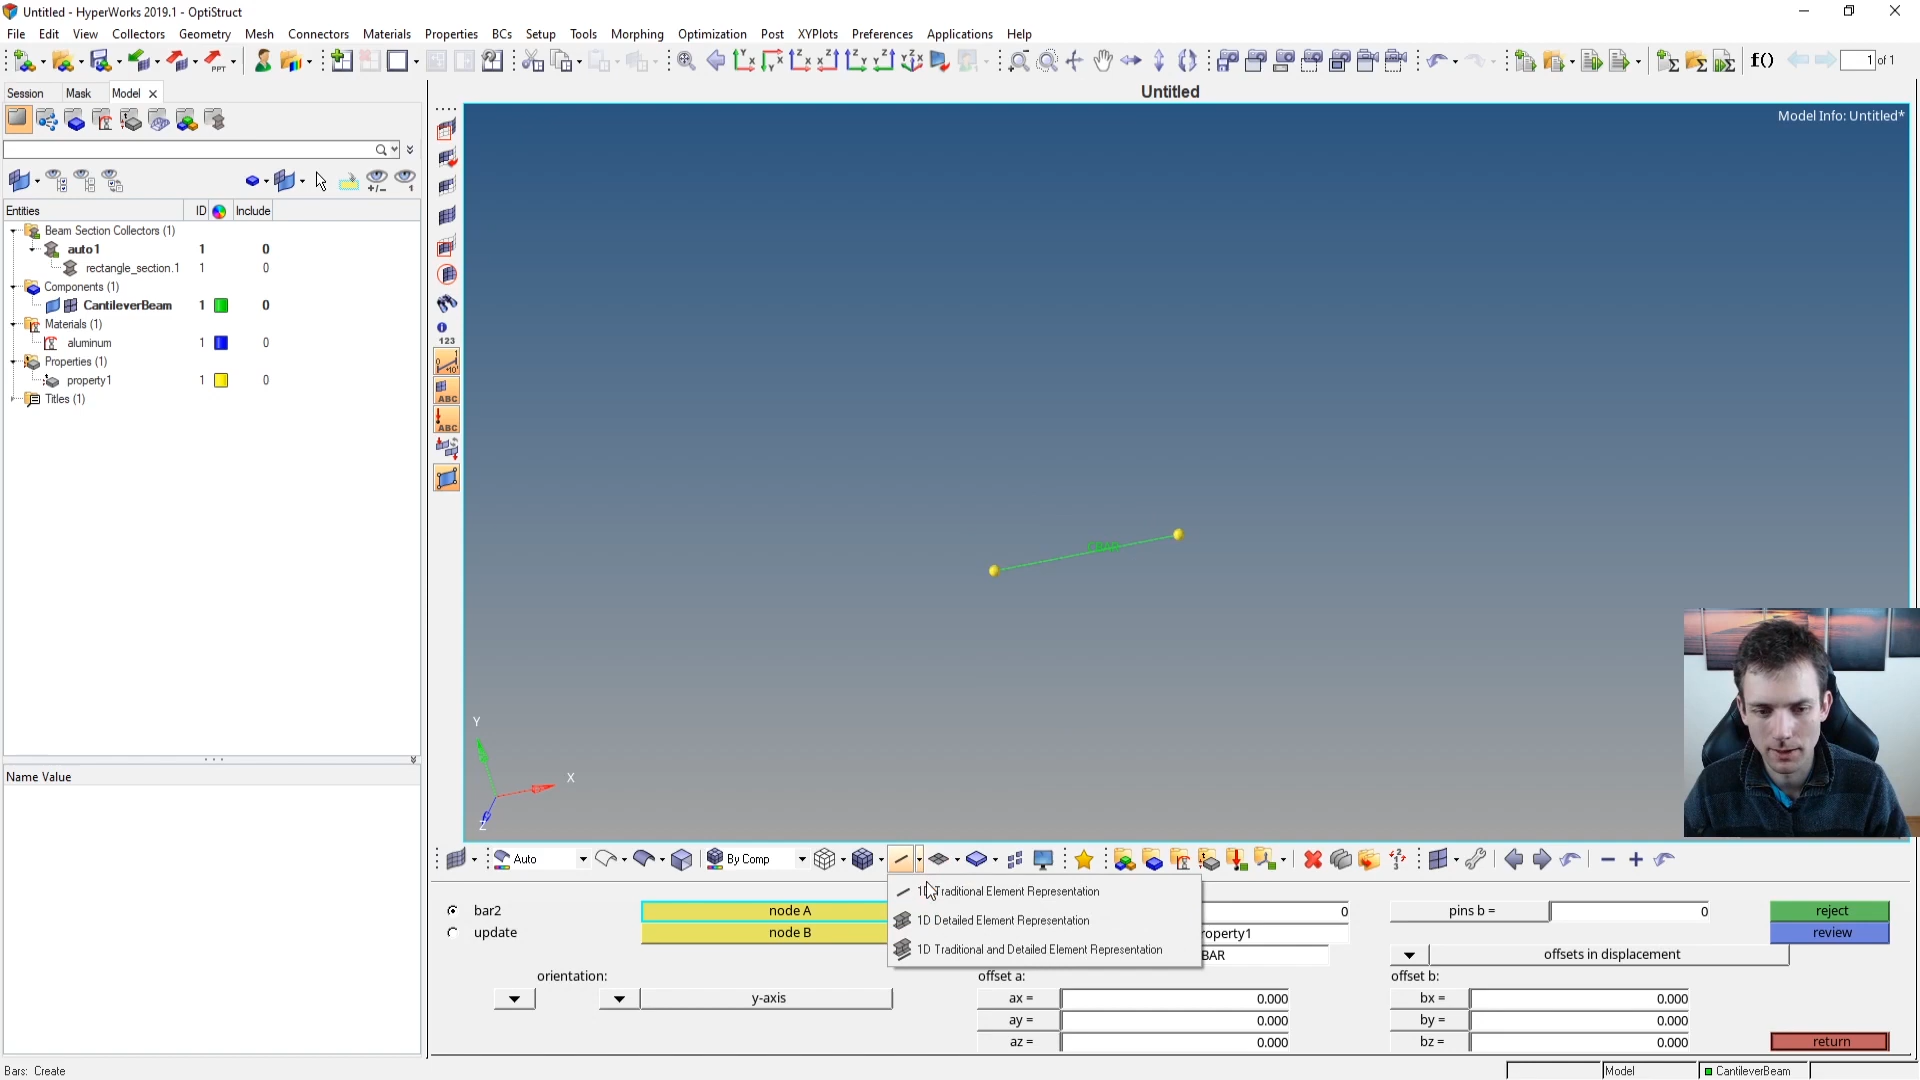 Untitled - HyperWorks 2019.1 - OptiStruct
File Edit View Collectors Geometry Mesh Connectors Materials Properties BCs Setup Tools Morphing Optimization Post XYPlots Preferences Applications Help
PPT
f()
1 of 1
Session Mask Model
Untitled
Model Info: Untitled*
Entities ID Include
Beam Section Collectors (1)
auto1 1 0
rectangle_section.1 1 0
Components (1)
CantileverBeam 1 0
Materials (1)
aluminum 1 0
Properties (1)
property1 1 0
Titles (1)
123
ABC
ABC
Y
X
Z
Name Value
Auto
By Comp
1D Traditional Element Representation
1D Detailed Element Representation
1D Traditional and Detailed Element Representation
bar2 node A 0 pins b = 0 reject
update node B roperty1 review
BAR offsets in displacement
orientation: offset a: offset b:
y-axis ax = 0.000 bx = 0.000
ay = 0.000 by = 0.000
az = 0.000 bz = 0.000 return
Bars: Create
Model CantileverBeam